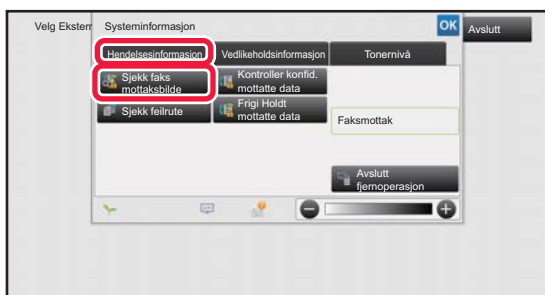 Velg Ekstern
Systeminformasjon
OK
Avslutt
Hendelsesinformasjon
Vedlikeholdsinformasjon
Tonernivå
Sjekk faks
mottaksbilde
Kontroller konfid.
mottatte data
Sjekk feilrute
Frigi Holdt
mottatte data
Faksmottak
Avslutt
fjernoperasjon